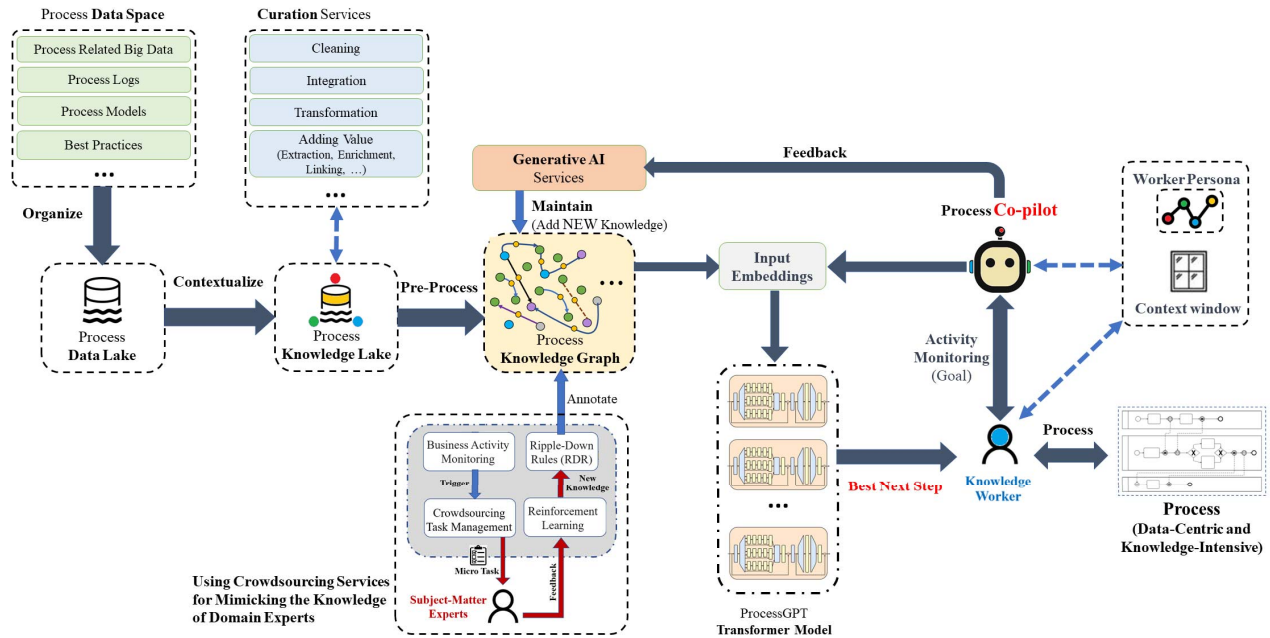 Process Data Space
Process Related Big Data
Process Logs
Process Models
Best Practices
...
Organize
Process
Data Lake
Contextualize
Curation Services
Cleaning
Integration
Transformation
Adding Value
(Extraction, Enrichment,
Linking, ...)
...
Process
Knowledge Lake
Pre-Process
Generative AI
Services
Maintain
(Add NEW Knowledge)
...
Process
Knowledge Graph
Annotate
Business Activity
Monitoring
Trigger
Crowdsourcing
Task Management
Ripple-Down
Rules (RDR)
New
Knowledge
Reinforcement
Learning
Micro Task
Feedback
Subject-Matter
Experts
Using Crowdsourcing Services
for Mimicking the Knowledge
of Domain Experts
Feedback
Input
Embeddings
...
ProcessGPT
Transformer Model
Best Next Step
Process Co-pilot
Activity
Monitoring
(Goal)
Knowledge
Worker
Worker Persona
Context window
Process
Process
(Data-Centric and
Knowledge-Intensive)